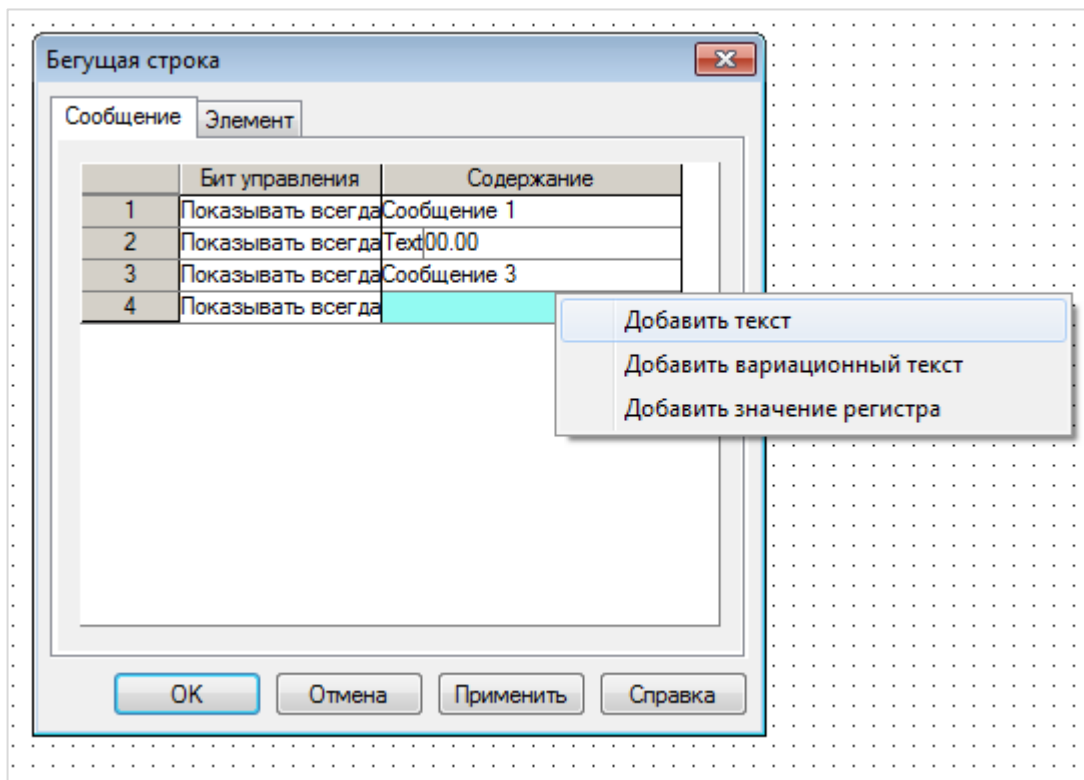 Бегущая строка
Сообщение Элемент
Бит управления Содержание
1 Показывать всегда Сообщение 1
2 Показывать всегда Text 00.00
3 Показывать всегда Сообщение 3
4 Показывать всегда
Добавить текст
Добавить вариационный текст
Добавить значение регистра
OK Отмена Применить Справка